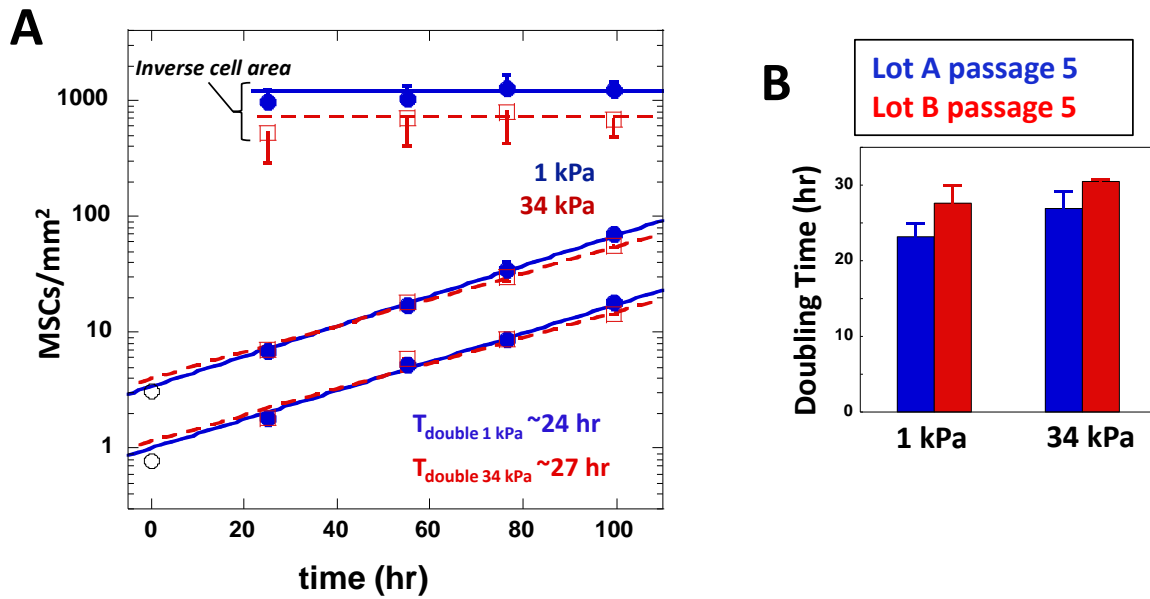 A
Inverse cell area
1000
100
10
1
MSCs/mm²
1 kPa
34 kPa
T double 1 kPa ~24 hr
T double 34 kPa ~27 hr
0 20 40 60 80 100
time (hr)
B
Lot A passage 5
Lot B passage 5
Doubling Time (hr)
30
20
10
0
1 kPa 34 kPa